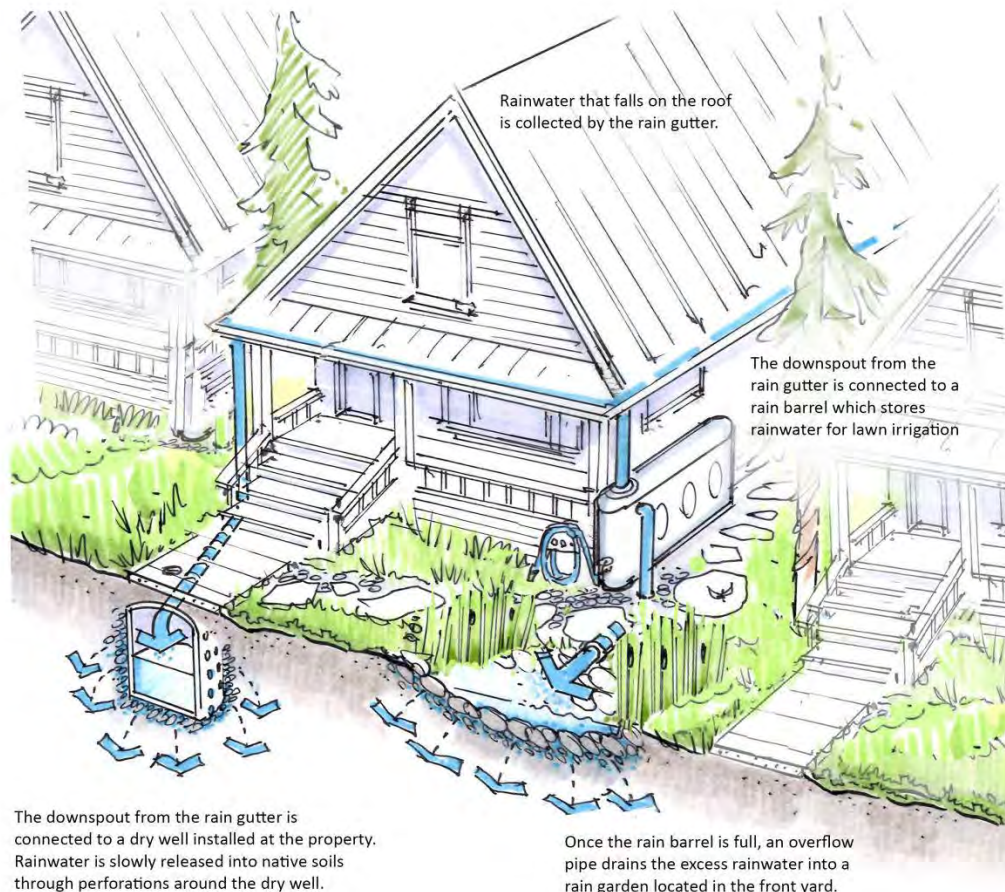 Rainwater that falls on the roof
is collected by the rain gutter.
The downspout from the
rain gutter is connected to a
rain barrel which stores
rainwater for lawn irrigation
The downspout from the rain gutter is
connected to a dry well installed at the property.
Rainwater is slowly released into native soils
through perforations around the dry well.
Once the rain barrel is full, an overflow
pipe drains the excess rainwater into a
rain garden located in the front yard.